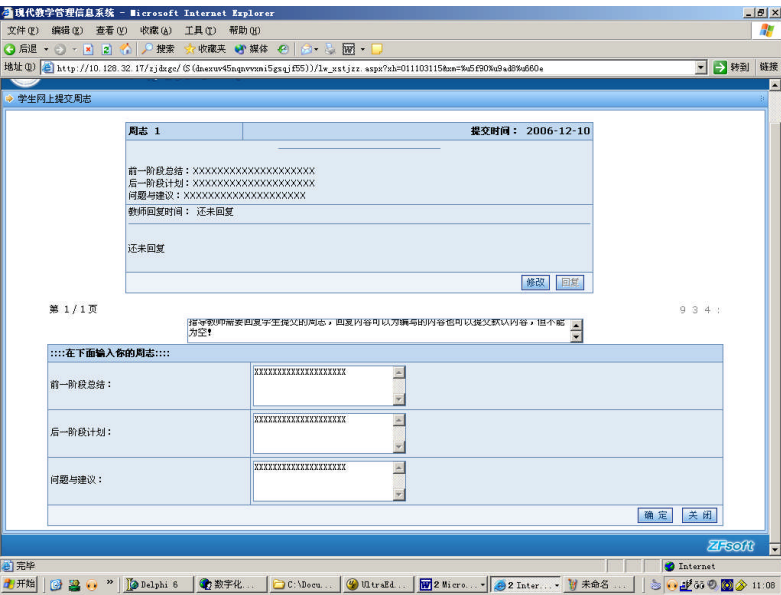 现代教学管理信息系统 - Microsoft Internet Explorer
文件(F) 编辑(E) 查看(V) 收藏(A) 工具(T) 帮助(H)
后退 搜索 收藏夹 媒体
地址(D) http://10.128.32.17/zjdxgc/(S(dnexuv45nqnvvxmi5gsqjf55))/lw_xstjzz.aspx?xh=011103115&xm=%u5f90%u9ad8%u660e 转到 链接
学生网上提交周志
周志 1 提交时间: 2006-12-10
前一阶段总结:XXXXXXXXXXXXXXXXXXXX
后一阶段计划:XXXXXXXXXXXXXXXXXXXX
问题与建议:XXXXXXXXXXXXXXXXXXXX
教师回复时间: 还未回复
还未回复
修改 回复
第 1/1页 9 3 4 :
指导教师需要回复学生提交的周志,回复内容可以为编写的内容也可以提交默认内容,但不能
为空!
::::在下面输入你的周志::::
前一阶段总结: XXXXXXXXXXXXXXXXXXXX
后一阶段计划: XXXXXXXXXXXXXXXXXXXX
问题与建议: XXXXXXXXXXXXXXXXXXXX
确 定 关 闭
ZFsoft
完毕 Internet
开始 Delphi 6 数字化... C:\Docu... UltraEd... 2 Micro... 2 Inter... 未命名 ... 11:08